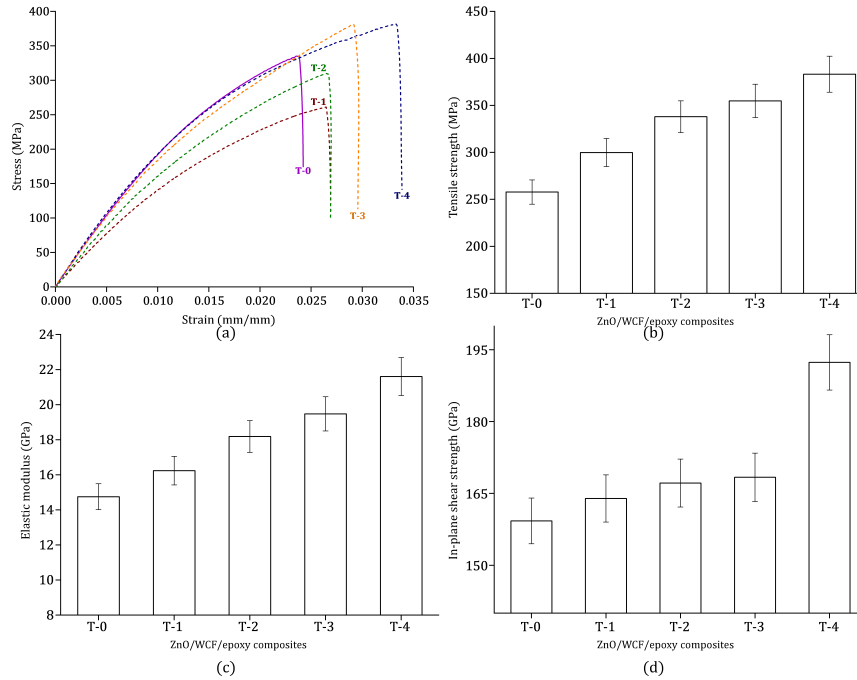 400
350
300
250
200
150
100
50
0
Stress (MPa)
T-2
T-1
T-0
T-3
T-4
0.000 0.005 0.010 0.015 0.020 0.025 0.030 0.035
Strain (mm/mm)
(a)
450
400
350
300
250
200
150
Tensile strength (MPa)
T-0 T-1 T-2 T-3 T-4
ZnO/WCF/epoxy composites
(b)
24
22
20
18
16
14
12
10
8
Elastic modulus (GPa)
T-0 T-1 T-2 T-3 T-4
ZnO/WCF/epoxy composites
(c)
195
180
165
150
In-plane shear strength (GPa)
T-0 T-1 T-2 T-3 T-4
ZnO/WCF/epoxy composites
(d)